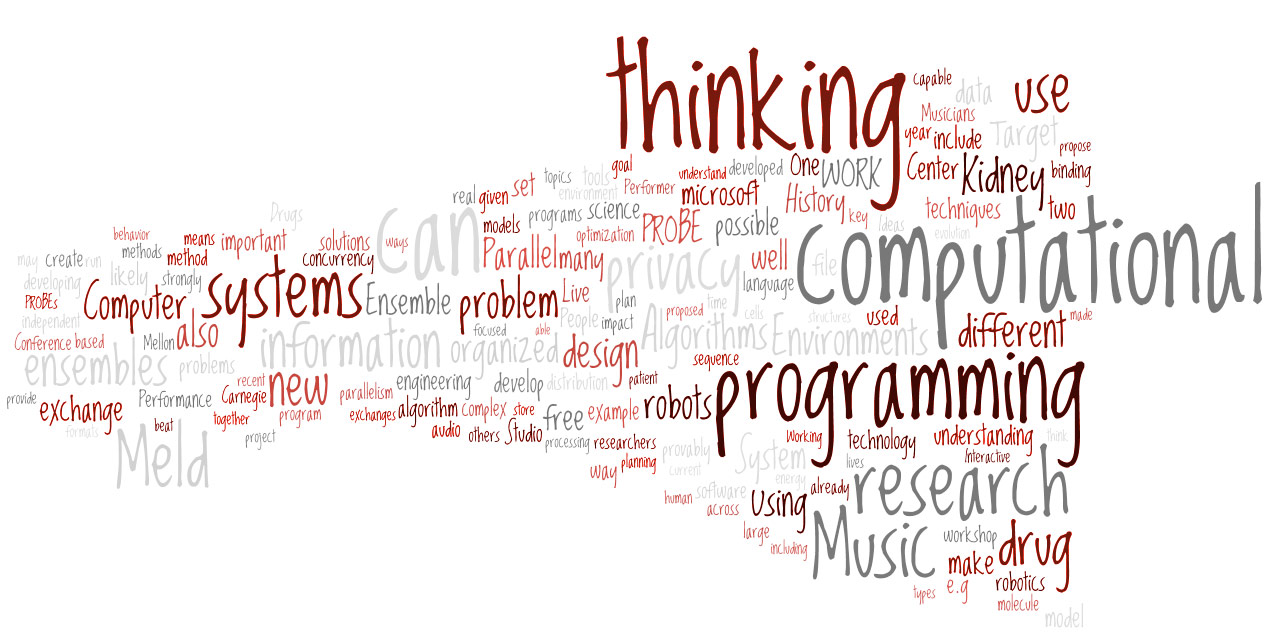 thinking
capable
data
use
Musicians
year
include
Target
propose
goal
understand
developed
One
WORK
Center
Kidney
binding
topics
tools
environment
Performer
microsoft
real
given
set
History
key
techniques
two
Drugs
Can
models
programs
science
PROBE
possible
Ideas
evolution
optimization
Computational
behavior
means
important
solutions
ways
concurrency
Parallel
many
privacy
well
file
language
may
create
run
methods
method
developing
likely
strongly
PROBEs
Computer
systems
Ensemble
problem
Live
plan
time
proposed
cells
structures
used
different
made
independent
People
impact
focused
able
Algorithms
Environments
Conference
based
Mellon
also
information
organized
design
sequence
ensembles
problems
recent
new
parallelism
engineering
develop
distribution
patient
programming
provide
exchange
Performance
Carnegie
together
program
exchanges
algorithm
complex
store
free
example
robots
beat
project
formals
audio
others
Studio
processing
researchers
Working
technology
understanding
think
Meld
way
planning
provably
current
System
energy
lives
Interactive
human
software
across
Using
already
research
large
including
Music
workshop
make
drug
types
e.g
robotics
molecule
model